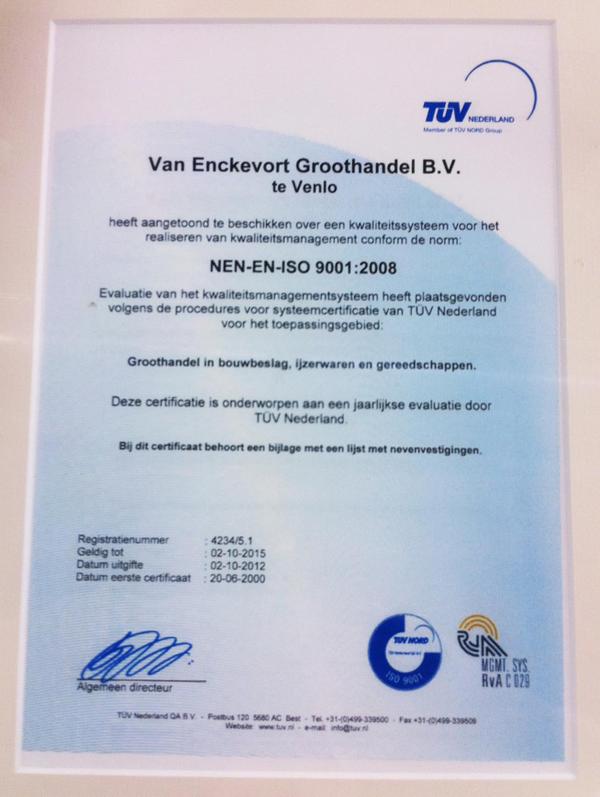 TÜV NEDERLAND
Member of TÜV NORD Group
Van Enckevort Groothandel B.V.
te Venlo
heeft aangetoond te beschikken over een kwaliteitssysteem voor het
realiseren van kwaliteitsmanagement conform de norm:
NEN-EN-ISO 9001:2008
Evaluatie van het kwaliteitsmanagementsysteem heeft plaatsgevonden
volgens de procedures voor systeemcertificatie van TÜV Nederland
voor het toepassingsgebied:
Groothandel in bouwbeslag, ijzerwaren en gereedschappen.
Deze certificatie is onderworpen aan een jaarlijkse evaluatie door
TÜV Nederland.
Bij dit certificaat behoort een bijlage met een lijst met nevenvestigingen.
Registratienummer : 4234/5.1
Geldig tot : 02-10-2015
Datum uitgifte : 02-10-2012
Datum eerste certificaat : 20-06-2000
TÜV NORD
TÜV Nederland QA B.V.
ISO 9001
RvA
MGMT. SYS.
RvA C 029
Algemeen directeur
TÜV Nederland QA B.V. - Postbus 120 5680 AC Best - Tel. +31-(0)499-339500 - Fax +31-(0)499-339509
Website: www.tuv.nl - e-mail: info@tuv.nl